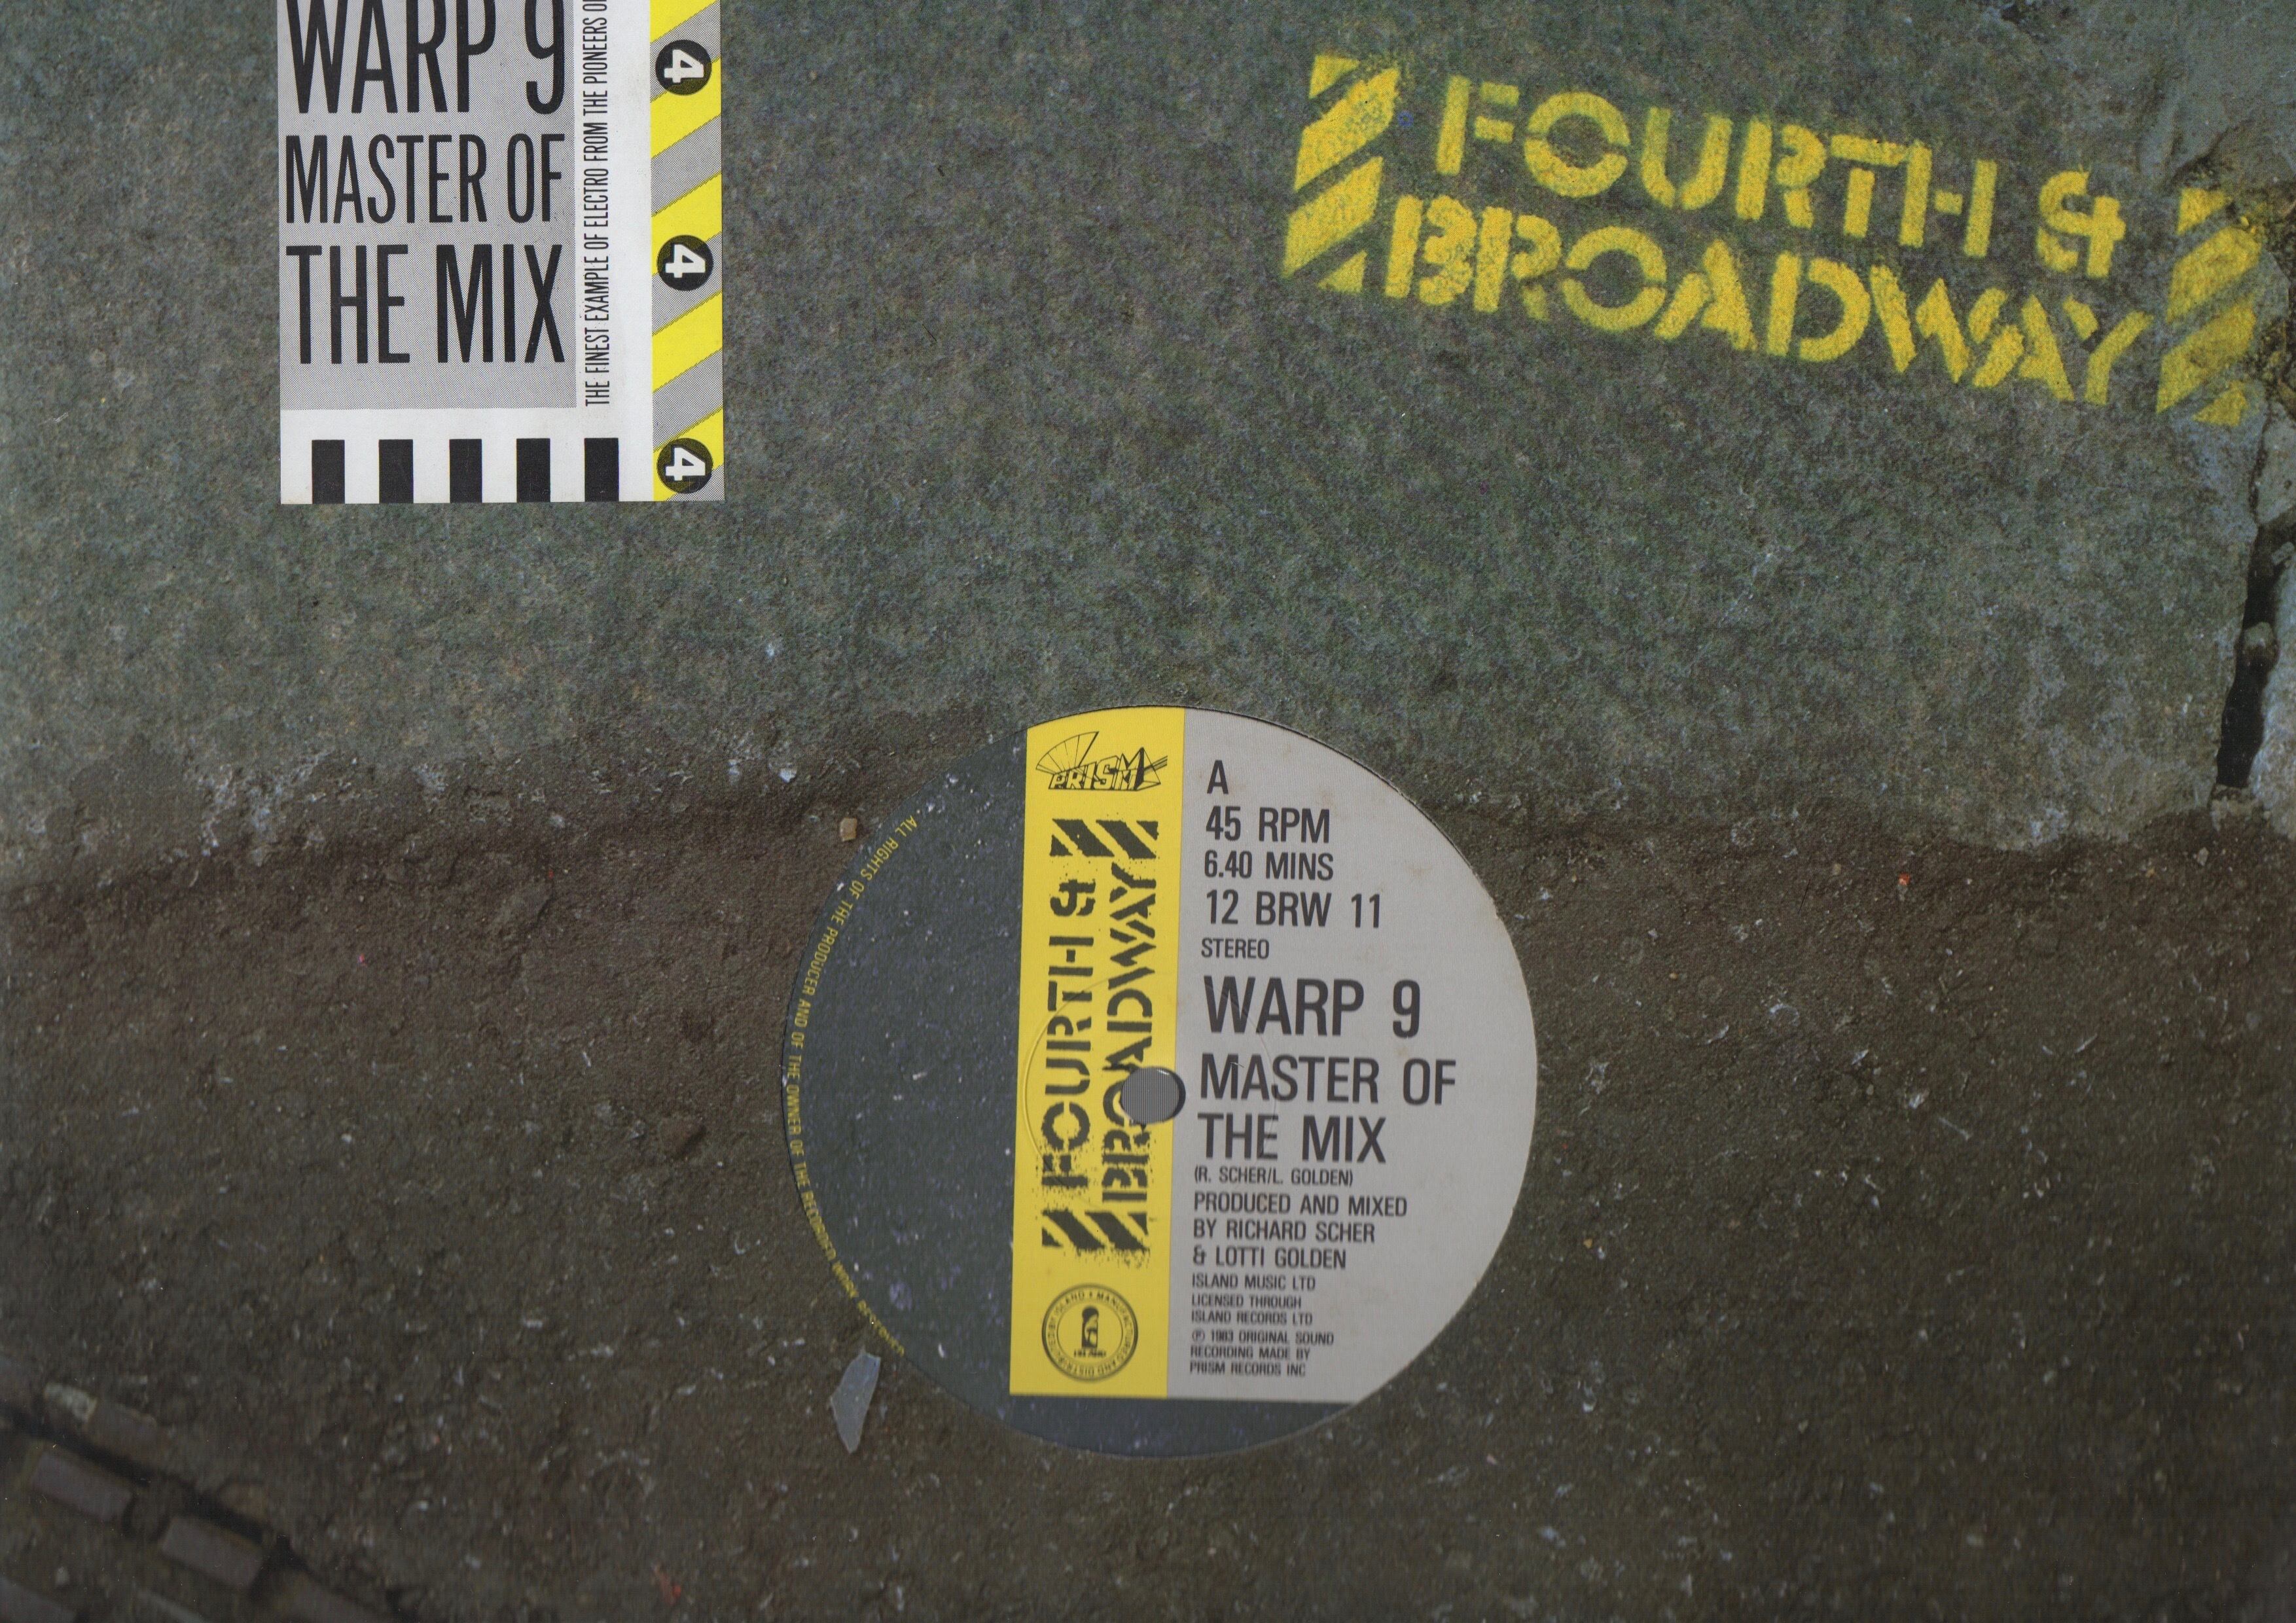 WARP 9
MASTER OF
THE MIX
THE FINEST EXAMPLE OF ELECTRO FROM THE PIONEERS
4
4
4
FOURTH &
BROADWAY
PRISM
FOURTH &
BROADWAY
ISLAND
A
45 RPM
6.40 MINS
12 BRW 11
STEREO
WARP 9
MASTER OF
THE MIX
(R. SCHER/L. GOLDEN)
PRODUCED AND MIXED
BY RICHARD SCHER
& LOTTI GOLDEN
ISLAND MUSIC LTD
LICENSED THROUGH
ISLAND RECORDS LTD
℗ 1983 ORIGINAL SOUND
RECORDING MADE BY
PRISM RECORDS INC
ALL RIGHTS OF THE PRODUCER AND OF THE OWNER OF THE RECORDED WORK